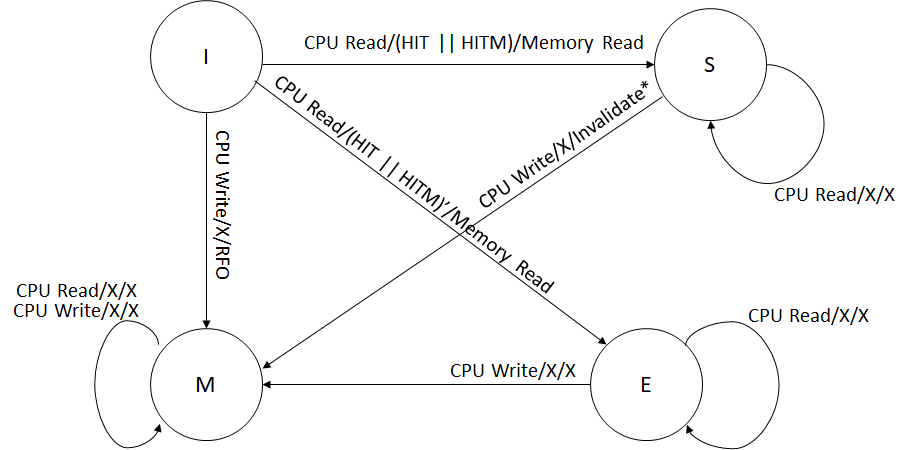 I
CPU Read/(HIT || HITM)/Memory Read
S
CPU Read/(HIT || HITM)’/Memory Read
CPU Write/X/Invalidate*
CPU Write/X/RFO
CPU Read/X/X
CPU Read/X/X
CPU Write/X/X
CPU Read/X/X
M
CPU Write/X/X
E